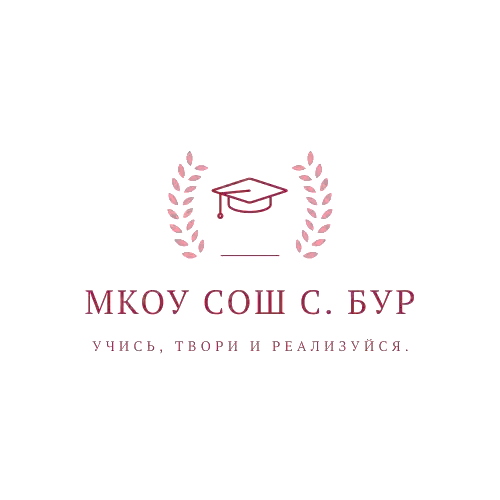 МКОУ СОШ С. БУР
УЧИСЬ, ТВОРИ И РЕАЛИЗУЙСЯ.